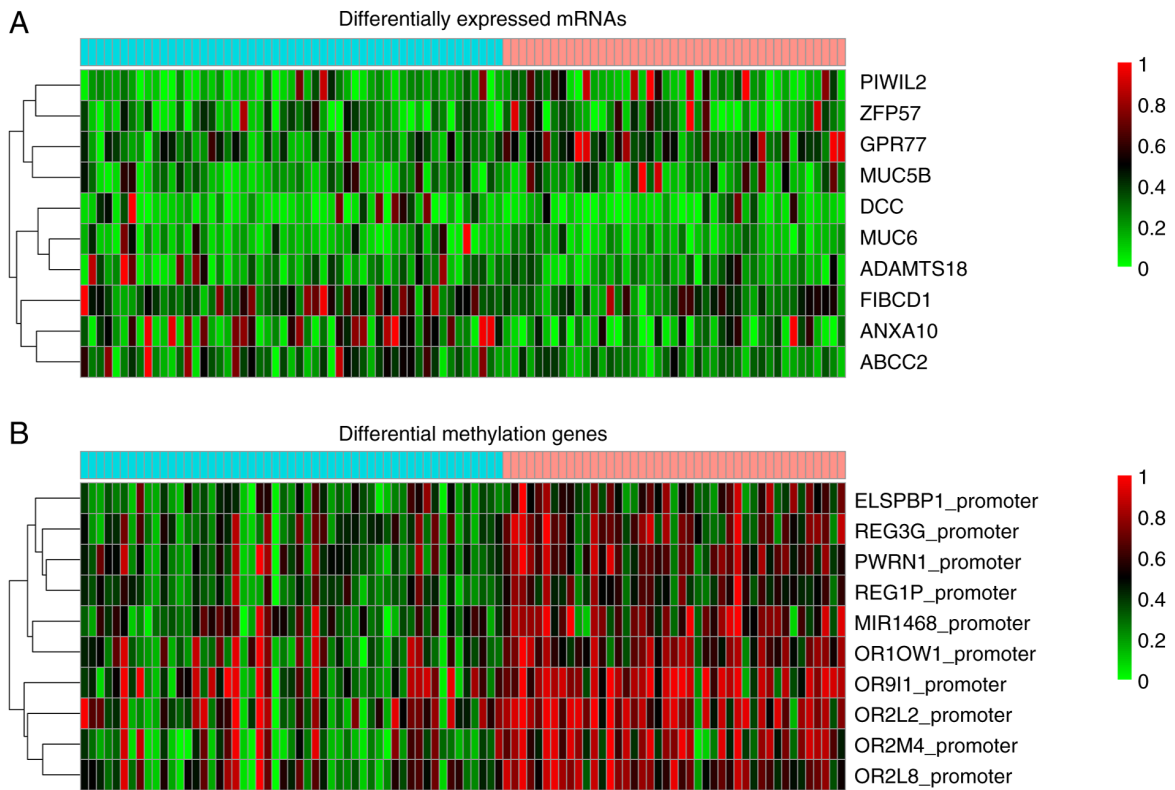 A
Differentially expressed mRNAs
PIWIL2
ZFP57
GPR77
MUC5B
DCC
MUC6
ADAMTS18
FIBCD1
ANXA10
ABCC2
1
0.8
0.6
0.4
0.2
0
B
Differential methylation genes
ELSPBP1_promoter
REG3G_promoter
PWRN1_promoter
REG1P_promoter
MIR1468_promoter
OR1OW1_promoter
OR9I1_promoter
OR2L2_promoter
OR2M4_promoter
OR2L8_promoter
1
0.8
0.6
0.4
0.2
0